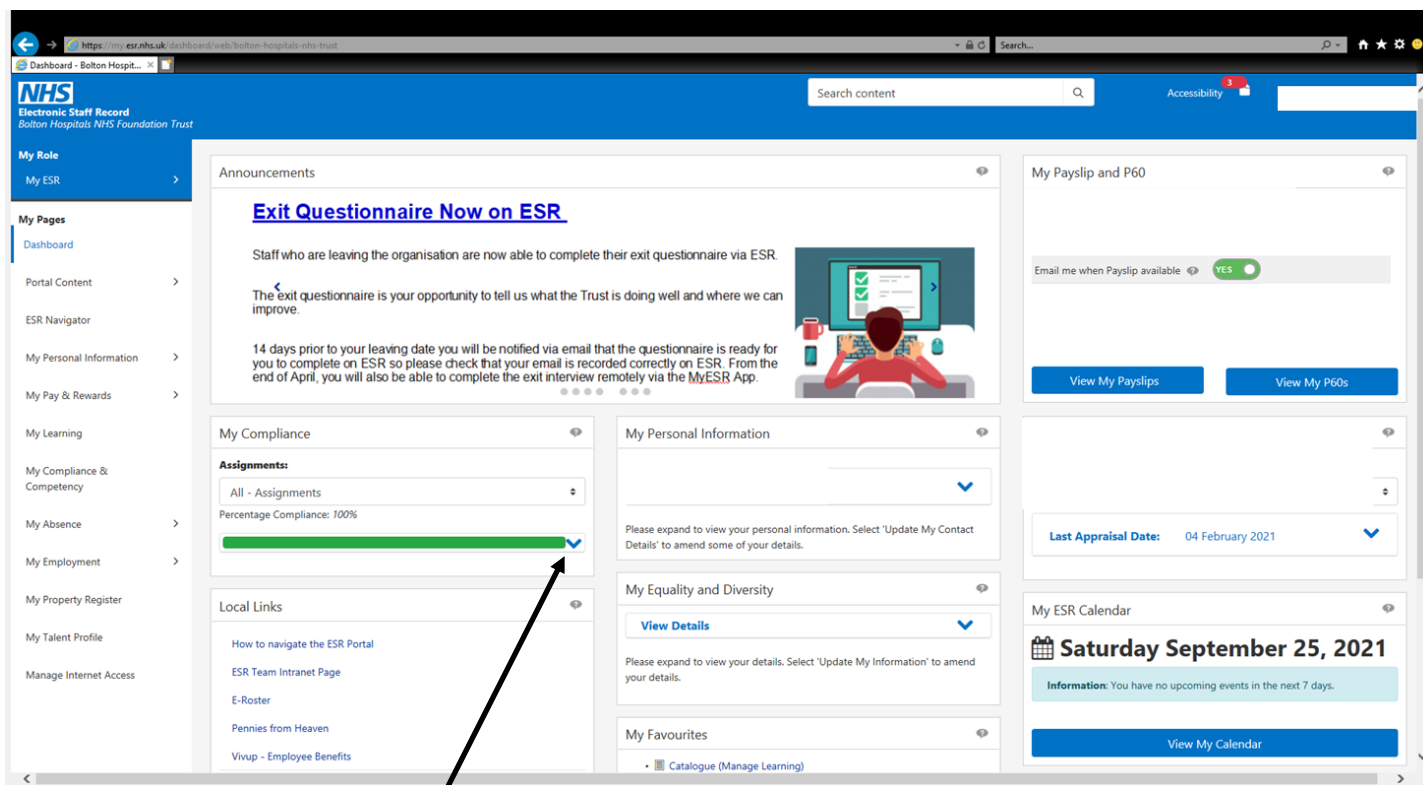 https://my.esr.nhs.uk/dashboard/web/bolton-hospitals-nhs-trust
Search...
Dashboard - Bolton Hospit...
NHS
Electronic Staff Record
Bolton Hospitals NHS Foundation Trust
Search content
Accessibility
3
My Role
My ESR
My Pages
Dashboard
Portal Content
ESR Navigator
My Personal Information
My Pay & Rewards
My Learning
My Compliance &
Competency
My Absence
My Employment
My Property Register
My Talent Profile
Manage Internet Access
Announcements
Exit Questionnaire Now on ESR
Staff who are leaving the organisation are now able to complete their exit questionnaire via ESR.
The exit questionnaire is your opportunity to tell us what the Trust is doing well and where we can
improve.
14 days prior to your leaving date you will be notified via email that the questionnaire is ready for
you to complete on ESR so please check that your email is recorded correctly on ESR. From the
end of April, you will also be able to complete the exit interview remotely via the MyESR App.
My Payslip and P60
Email me when Payslip available
YES
View My Payslips
View My P60s
My Compliance
Assignments:
All - Assignments
Percentage Compliance: 100%
My Personal Information
Please expand to view your personal information. Select 'Update My Contact
Details' to amend some of your details.
Last Appraisal Date: 04 February 2021
Local Links
How to navigate the ESR Portal
ESR Team Intranet Page
E-Roster
Pennies from Heaven
Vivup - Employee Benefits
My Equality and Diversity
View Details
Please expand to view your details. Select 'Update My Information' to amend
your details.
My Favourites
Catalogue (Manage Learning)
My ESR Calendar
Saturday September 25, 2021
Information: You have no upcoming events in the next 7 days.
View My Calendar